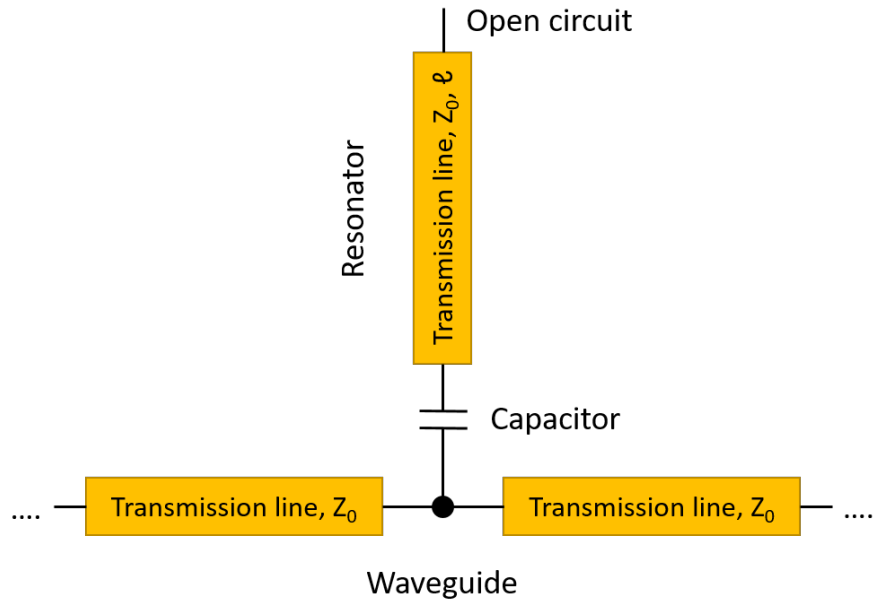 Open circuit
Resonator
Transmission line, Z₀, ℓ
Capacitor
....
Transmission line, Z₀
Transmission line, Z₀
....
Waveguide